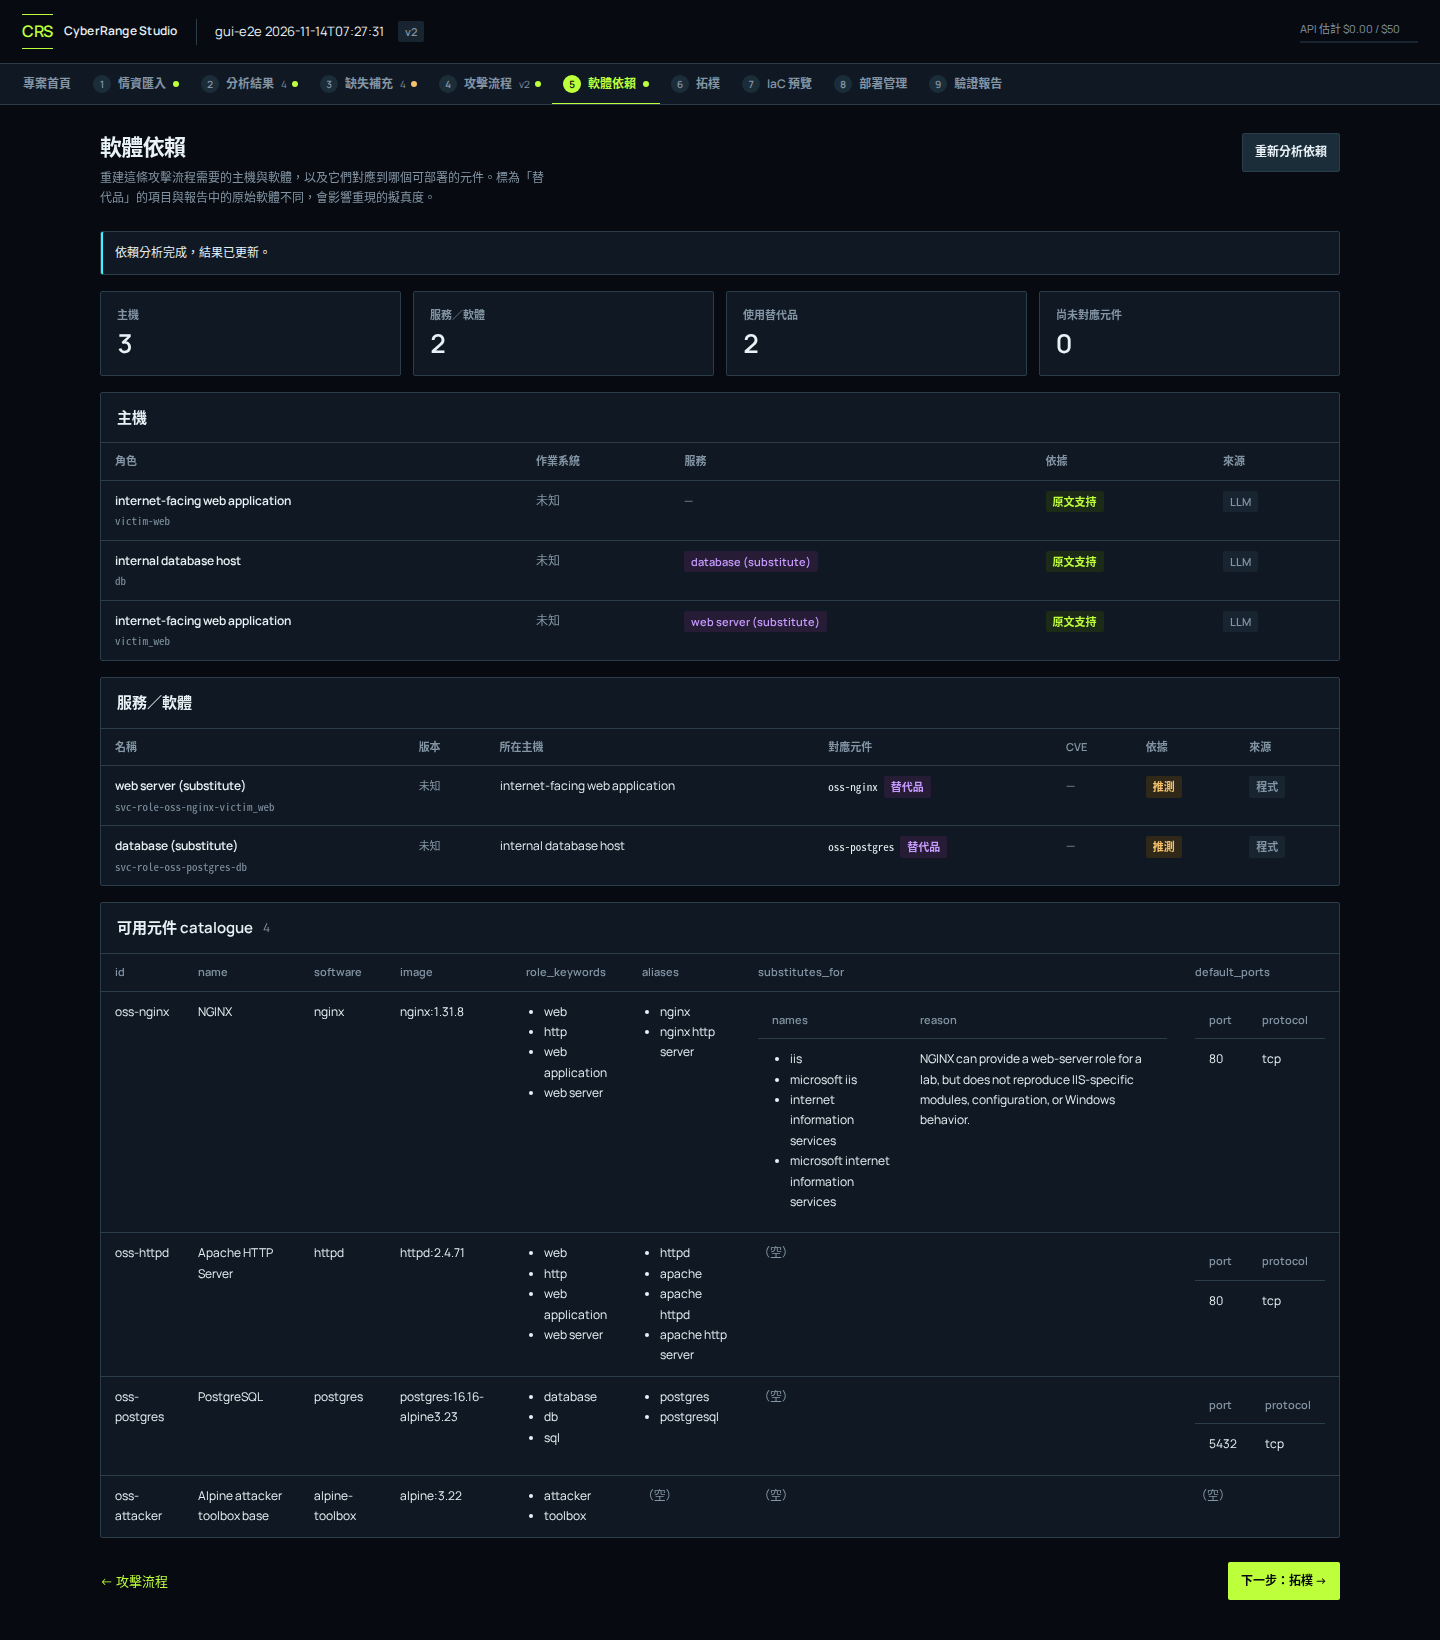 CRS CyberRange Studio gui-e2e 2026-11-14T07:27:31 v2 API 估計 $0.00 / $50
專案首頁 1 情資匯入 2 分析結果 4 3 缺失補充 4 4 攻擊流程 v2 5 軟體依賴 6 拓樸 7 IaC 預覽 8 部署管理 9 驗證報告
軟體依賴
重新分析依賴
重建這條攻擊流程需要的主機與軟體，以及它們對應到哪個可部署的元件。標為「替
代品」的項目與報告中的原始軟體不同，會影響重現的擬真度。
依賴分析完成，結果已更新。
主機 服務／軟體 使用替代品 尚未對應元件
3 2 2 0
主機
角色 作業系統 服務 依據 來源
internet-facing web application 未知 — 原文支持 LLM
victim-web
internal database host 未知 database (substitute) 原文支持 LLM
db
internet-facing web application 未知 web server (substitute) 原文支持 LLM
victim_web
服務／軟體
名稱 版本 所在主機 對應元件 CVE 依據 來源
web server (substitute) 未知 internet-facing web application oss-nginx 替代品 — 推測 程式
svc-role-oss-nginx-victim_web
database (substitute) 未知 internal database host oss-postgres 替代品 — 推測 程式
svc-role-oss-postgres-db
可用元件 catalogue 4
id name software image role_keywords aliases substitutes_for default_ports
oss-nginx NGINX nginx nginx:1.31.8
web
http
web
application
web server
nginx
nginx http
server
names reason
iis
microsoft iis
internet
information
services
microsoft internet
information
services
NGINX can provide a web-server role for a
lab, but does not reproduce IIS-specific
modules, configuration, or Windows
behavior.
port protocol
80 tcp
oss-httpd Apache HTTP
Server
httpd httpd:2.4.71
web
http
web
application
web server
httpd
apache
apache
httpd
apache http
server
（空）
port protocol
80 tcp
oss-
postgres
PostgreSQL postgres postgres:16.16-
alpine3.23
database
db
sql
postgres
postgresql
（空）
port protocol
5432 tcp
oss-
attacker
Alpine attacker
toolbox base
alpine-
toolbox
alpine:3.22
attacker
toolbox
（空） （空） （空）
← 攻擊流程 下一步：拓樸 →